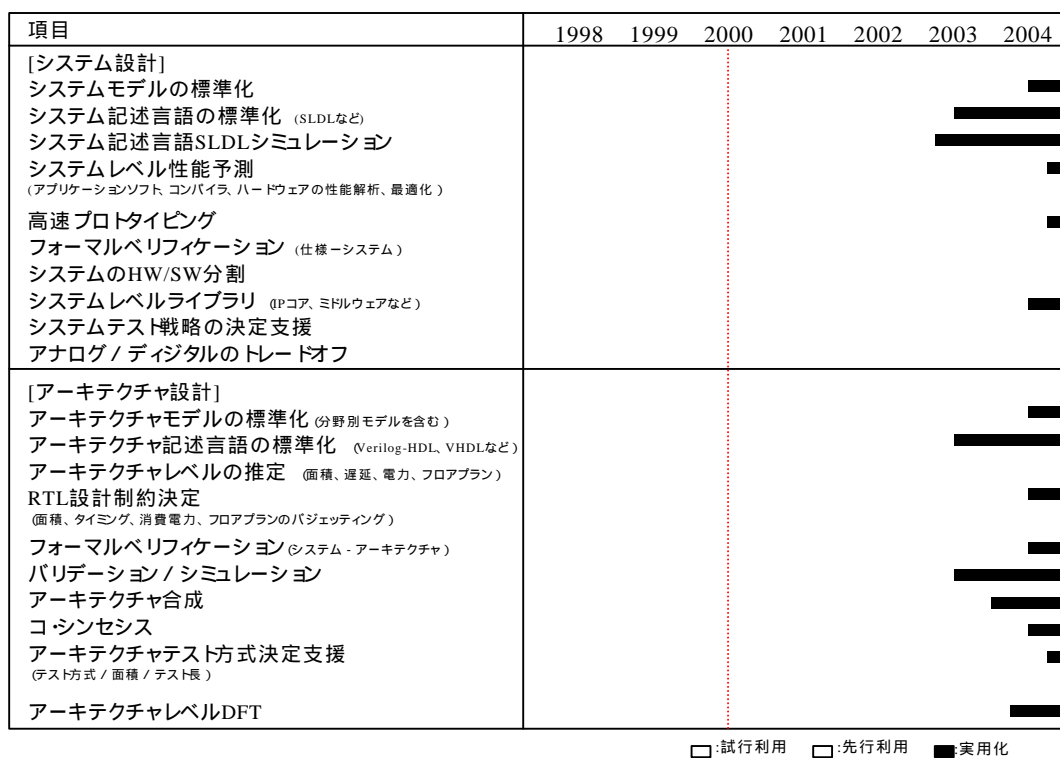 項目 1998 1999 2000 2001 2002 2003 2004
[システム設計]
システムモデルの標準化
システム記述言語の標準化 (SLDLなど)
システム記述言語SLDLシミュレーション
システムレベル性能予測
(アプリケーションソフト、コンパイラ、ハードウェアの性能解析、最適化)
高速プロトタイピング
フォーマルベリフィケーション (仕様－システム)
システムのHW/SW分割
システムレベルライブラリ (IPコア、ミドルウェアなど)
システムテスト戦略の決定支援
アナログ/ディジタルのトレードオフ
[アーキテクチャ設計]
アーキテクチャモデルの標準化 (分野別モデルを含む)
アーキテクチャ記述言語の標準化 (Verilog-HDL、VHDLなど)
アーキテクチャレベルの推定 (面積、遅延、電力、フロアプラン)
RTL設計制約決定
(面積、タイミング、消費電力、フロアプランのバジェッティング)
フォーマルベリフィケーション (システム - アーキテクチャ)
バリデーション/シミュレーション
アーキテクチャ合成
コ・シンセシス
アーキテクチャテスト方式決定支援
(テスト方式/面積/テスト長)
アーキテクチャレベルDFT
:試行利用 :先行利用 :実用化